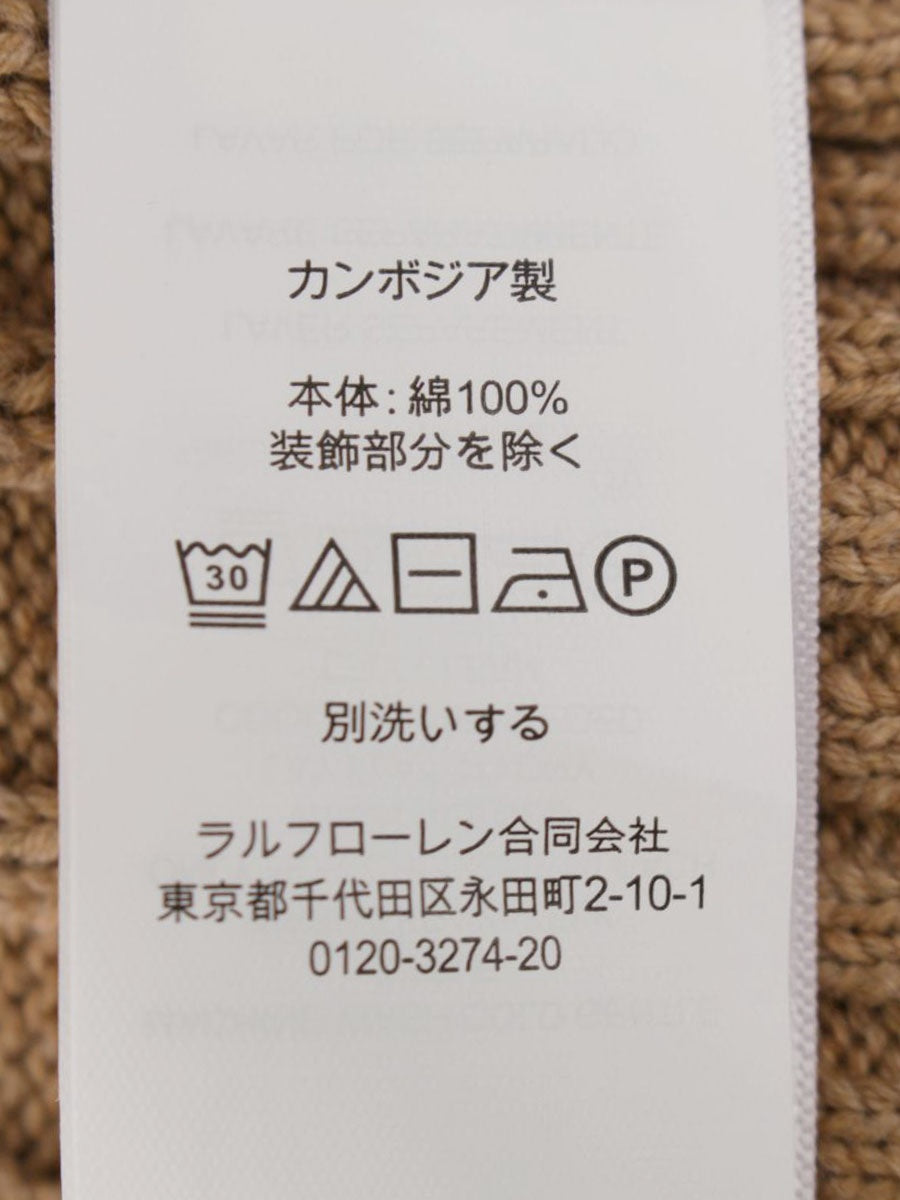 カンボジア製
本体:綿100%
装飾部分を除く
30 P
別洗いする
ラルフローレン合同会社
東京都千代田区永田町2-10-1
0120-3274-20